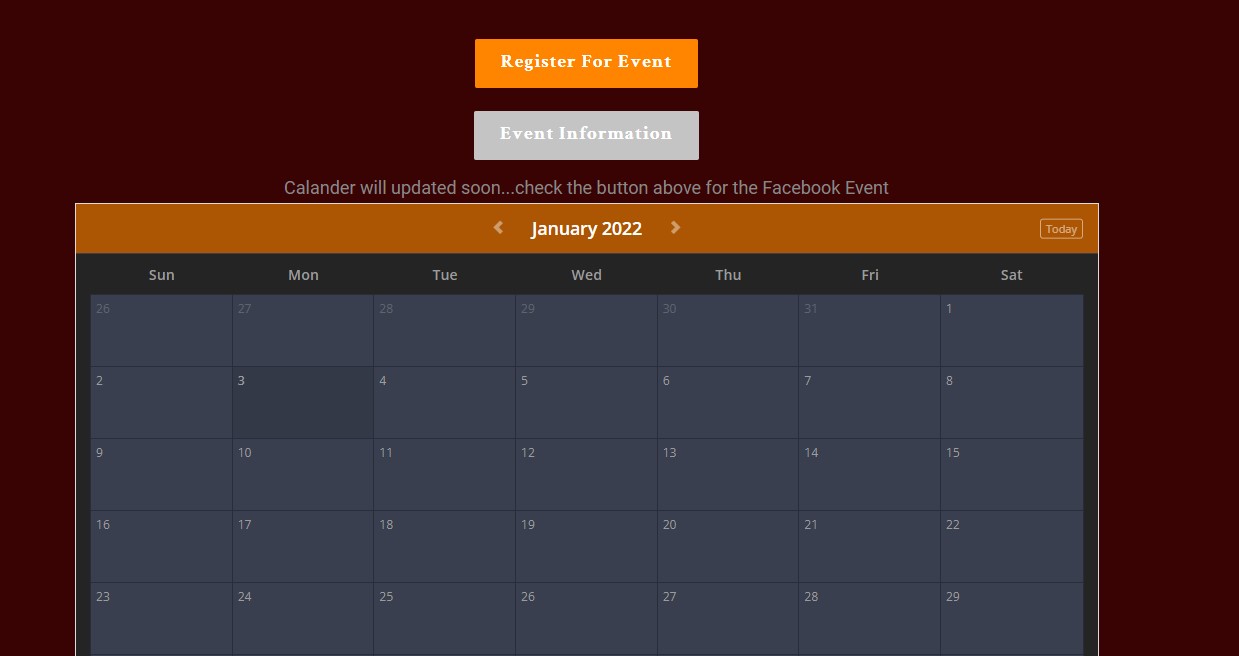 Register For Event
Event Information
Calander will updated soon...check the button above for the Facebook Event
January 2022 Today
Sun Mon Tue Wed Thu Fri Sat
26 27 28 29 30 31 1
2 3 4 5 6 7 8
9 10 11 12 13 14 15
16 17 18 19 20 21 22
23 24 25 26 27 28 29